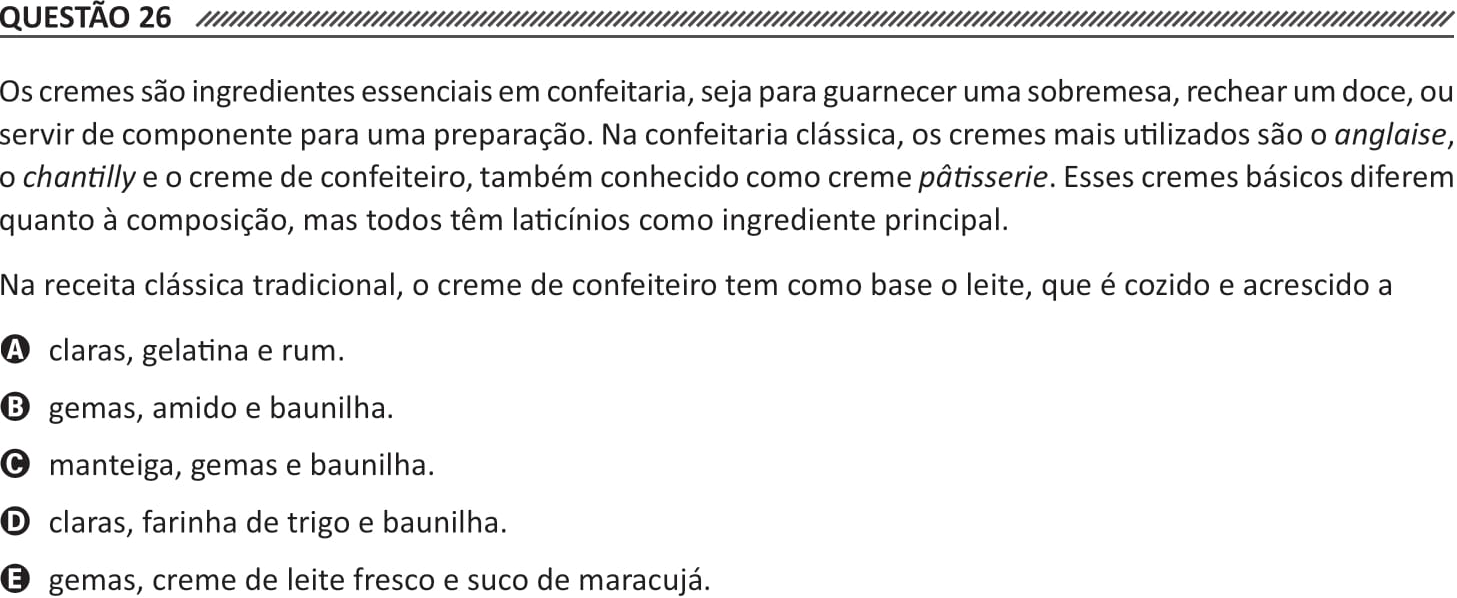 QUESTÃO 26
Os cremes são ingredientes essenciais em confeitaria, seja para guarnecer uma sobremesa, rechear um doce, ou
servir de componente para uma preparação. Na confeitaria clássica, os cremes mais utilizados são o anglaise,
o chantilly e o creme de confeiteiro, também conhecido como creme pâtisserie. Esses cremes básicos diferem
quanto à composição, mas todos têm laticínios como ingrediente principal.
Na receita clássica tradicional, o creme de confeiteiro tem como base o leite, que é cozido e acrescido a
A claras, gelatina e rum.
B gemas, amido e baunilha.
C manteiga, gemas e baunilha.
D claras, farinha de trigo e baunilha.
E gemas, creme de leite fresco e suco de maracujá.